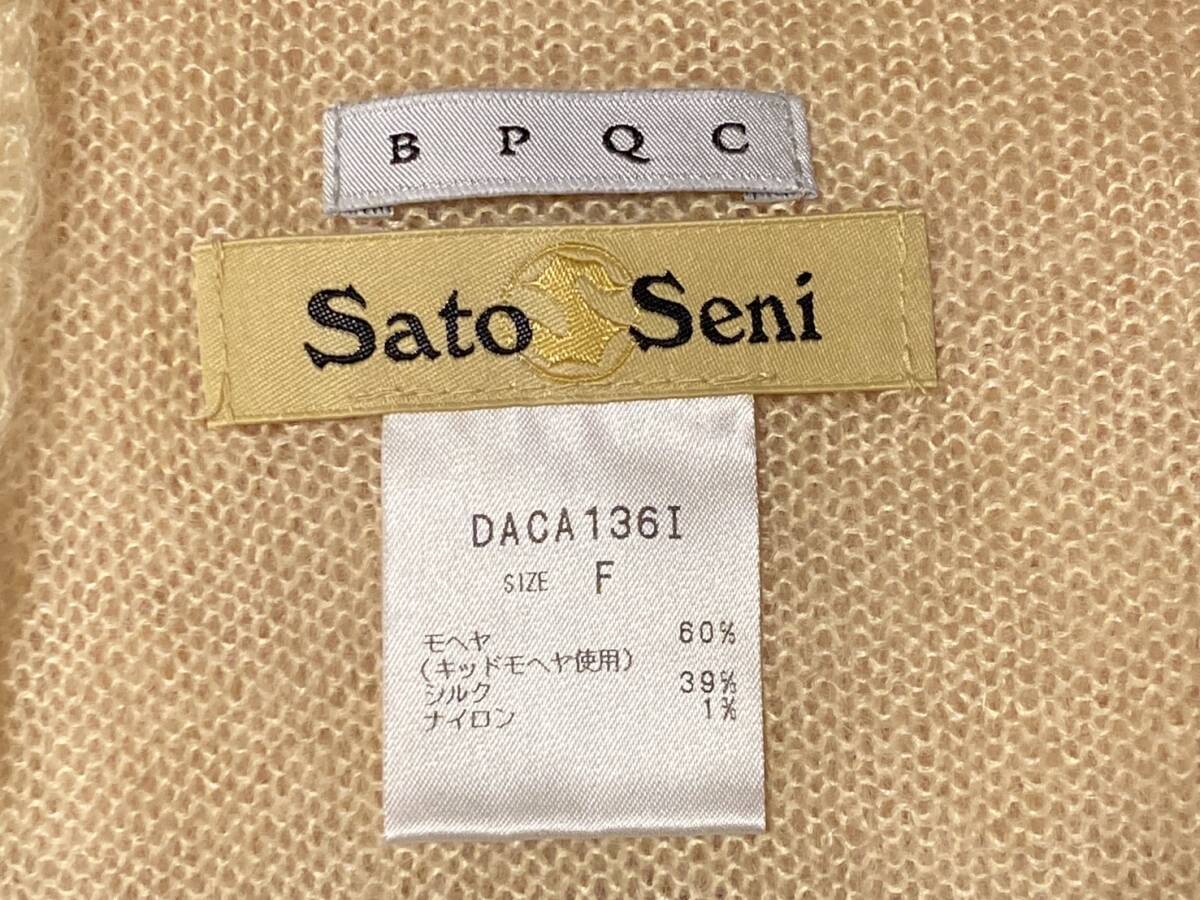 B P Q C
Sato Seni
DACA136I
SIZE F
モヘヤ 60%
(キッドモヘヤ使用)
シルク 39%
ナイロン 1%